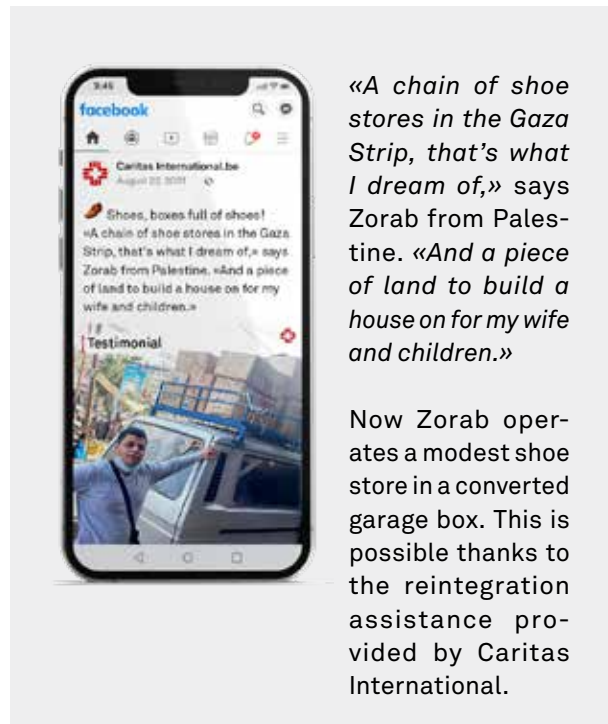 9:45
facebook
Caritas International.be
Shoes, boxes full of shoes!
«A chain of shoe stores in the Gaza
Strip, that's what I dream of,» says
Zorab from Palestine. «And a piece
of land to build a house on for my
wife and children.»
Testimonial
«A chain of shoe
stores in the Gaza
Strip, that's what
I dream of,» says
Zorab from Pales-
tine. «And a piece
of land to build a
house on for my wife
and children.»
Now Zorab oper-
ates a modest shoe
store in a converted
garage box. This is
possible thanks to
the reintegration
assistance pro-
vided by Caritas
International.